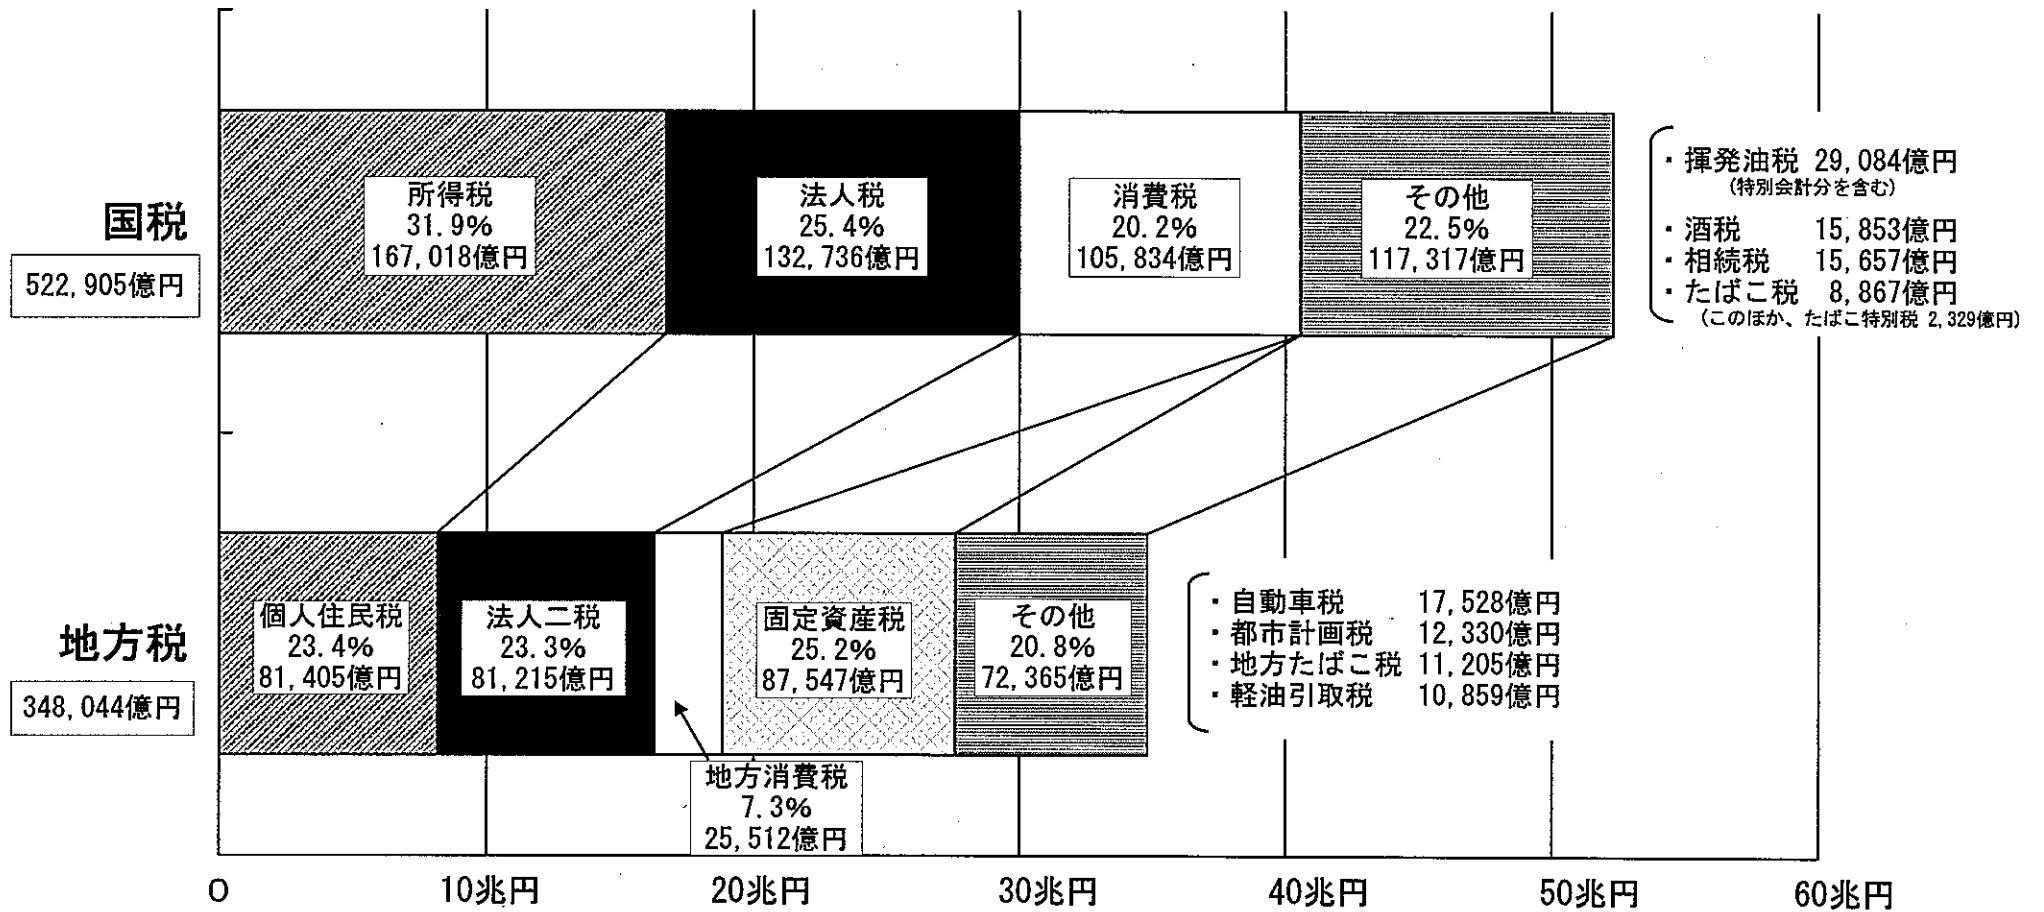 国税
522,905億円
所得税
31.9%
167,018億円
法人税
25.4%
132,736億円
消費税
20.2%
105,834億円
その他
22.5%
117,317億円
・揮発油税 29,084億円
(特別会計分を含む)
・酒税 15,853億円
・相続税 15,657億円
・たばこ税 8,867億円
(このほか、たばこ特別税 2,329億円)
地方税
348,044億円
個人住民税
23.4%
81,405億円
法人二税
23.3%
81,215億円
地方消費税
7.3%
25,512億円
固定資産税
25.2%
87,547億円
その他
20.8%
72,365億円
・自動車税 17,528億円
・都市計画税 12,330億円
・地方たばこ税 11,205億円
・軽油引取税 10,859億円
0 10兆円 20兆円 30兆円 40兆円 50兆円 60兆円